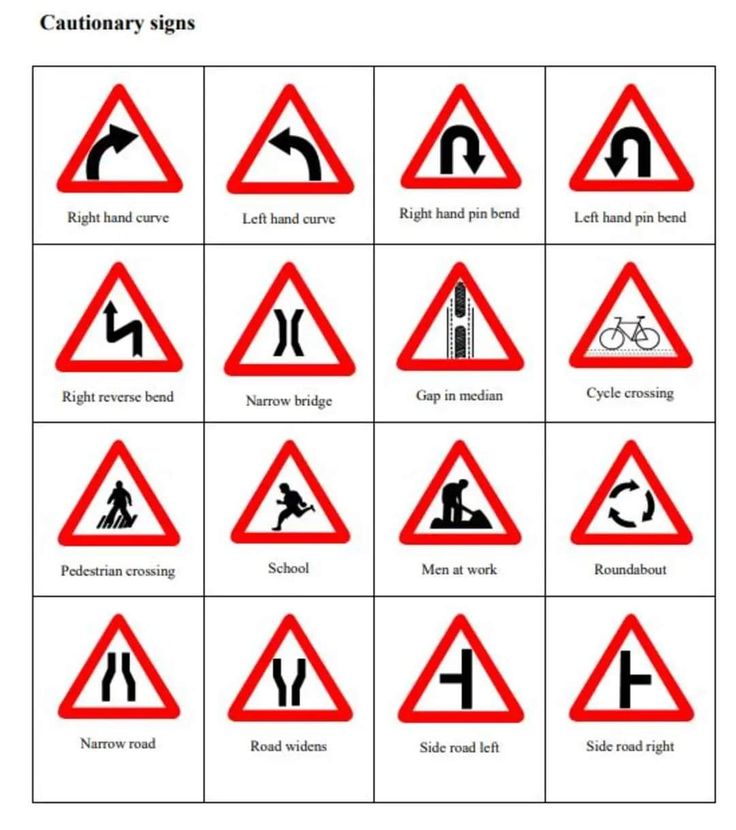 Cautionary signs
Right hand curve
Left hand curve
Right hand pin bend
Left hand pin bend
Right reverse bend
Narrow bridge
Gap in median
Cycle crossing
Pedestrian crossing
School
Men at work
Roundabout
Narrow road
Road widens
Side road left
Side road right